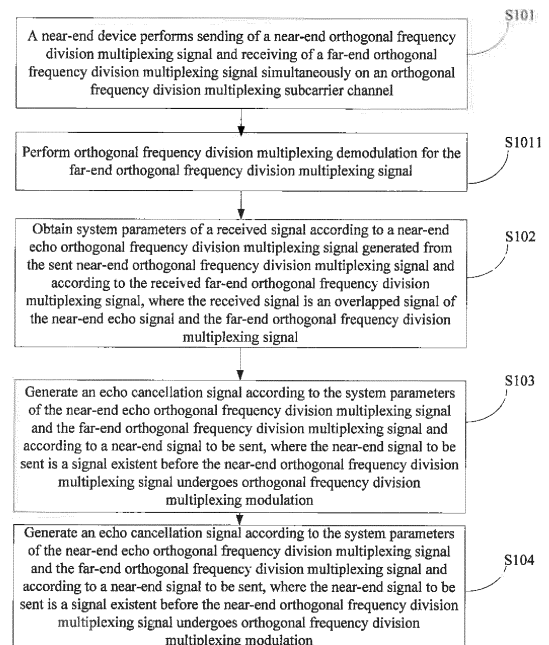 S101
A near-end device performs sending of a near-end orthogonal frequency
division multiplexing signal and receiving of a far-end orthogonal
frequency division multiplexing signal simultaneously on an orthogonal
frequency division multiplexing subcarrier channel
S1011
Perform orthogonal frequency division multiplexing demodulation for the
far-end orthogonal frequency division multiplexing signal
S102
Obtain system parameters of a received signal according to a near-end
echo orthogonal frequency division multiplexing signal generated from
the sent near-end orthogonal frequency division multiplexing signal and
according to the received far-end orthogonal frequency division
multiplexing signal, where the received signal is an overlapped signal of
the near-end echo signal and the far-end orthogonal frequency division
multiplexing signal
S103
Generate an echo cancellation signal according to the system parameters
of the near-end echo orthogonal frequency division multiplexing signal
and the far-end orthogonal frequency division multiplexing signal and
according to a near-end signal to be sent, where the near-end signal to be
sent is a signal existent before the near-end orthogonal frequency division
multiplexing signal undergoes orthogonal frequency division
multiplexing modulation
S104
Generate an echo cancellation signal according to the system parameters
of the near-end echo orthogonal frequency division multiplexing signal
and the far-end orthogonal frequency division multiplexing signal and
according to a near-end signal to be sent, where the near-end signal to be
sent is a signal existent before the near-end orthogonal frequency division
multiplexing signal undergoes orthogonal frequency division
multiplexing modulation